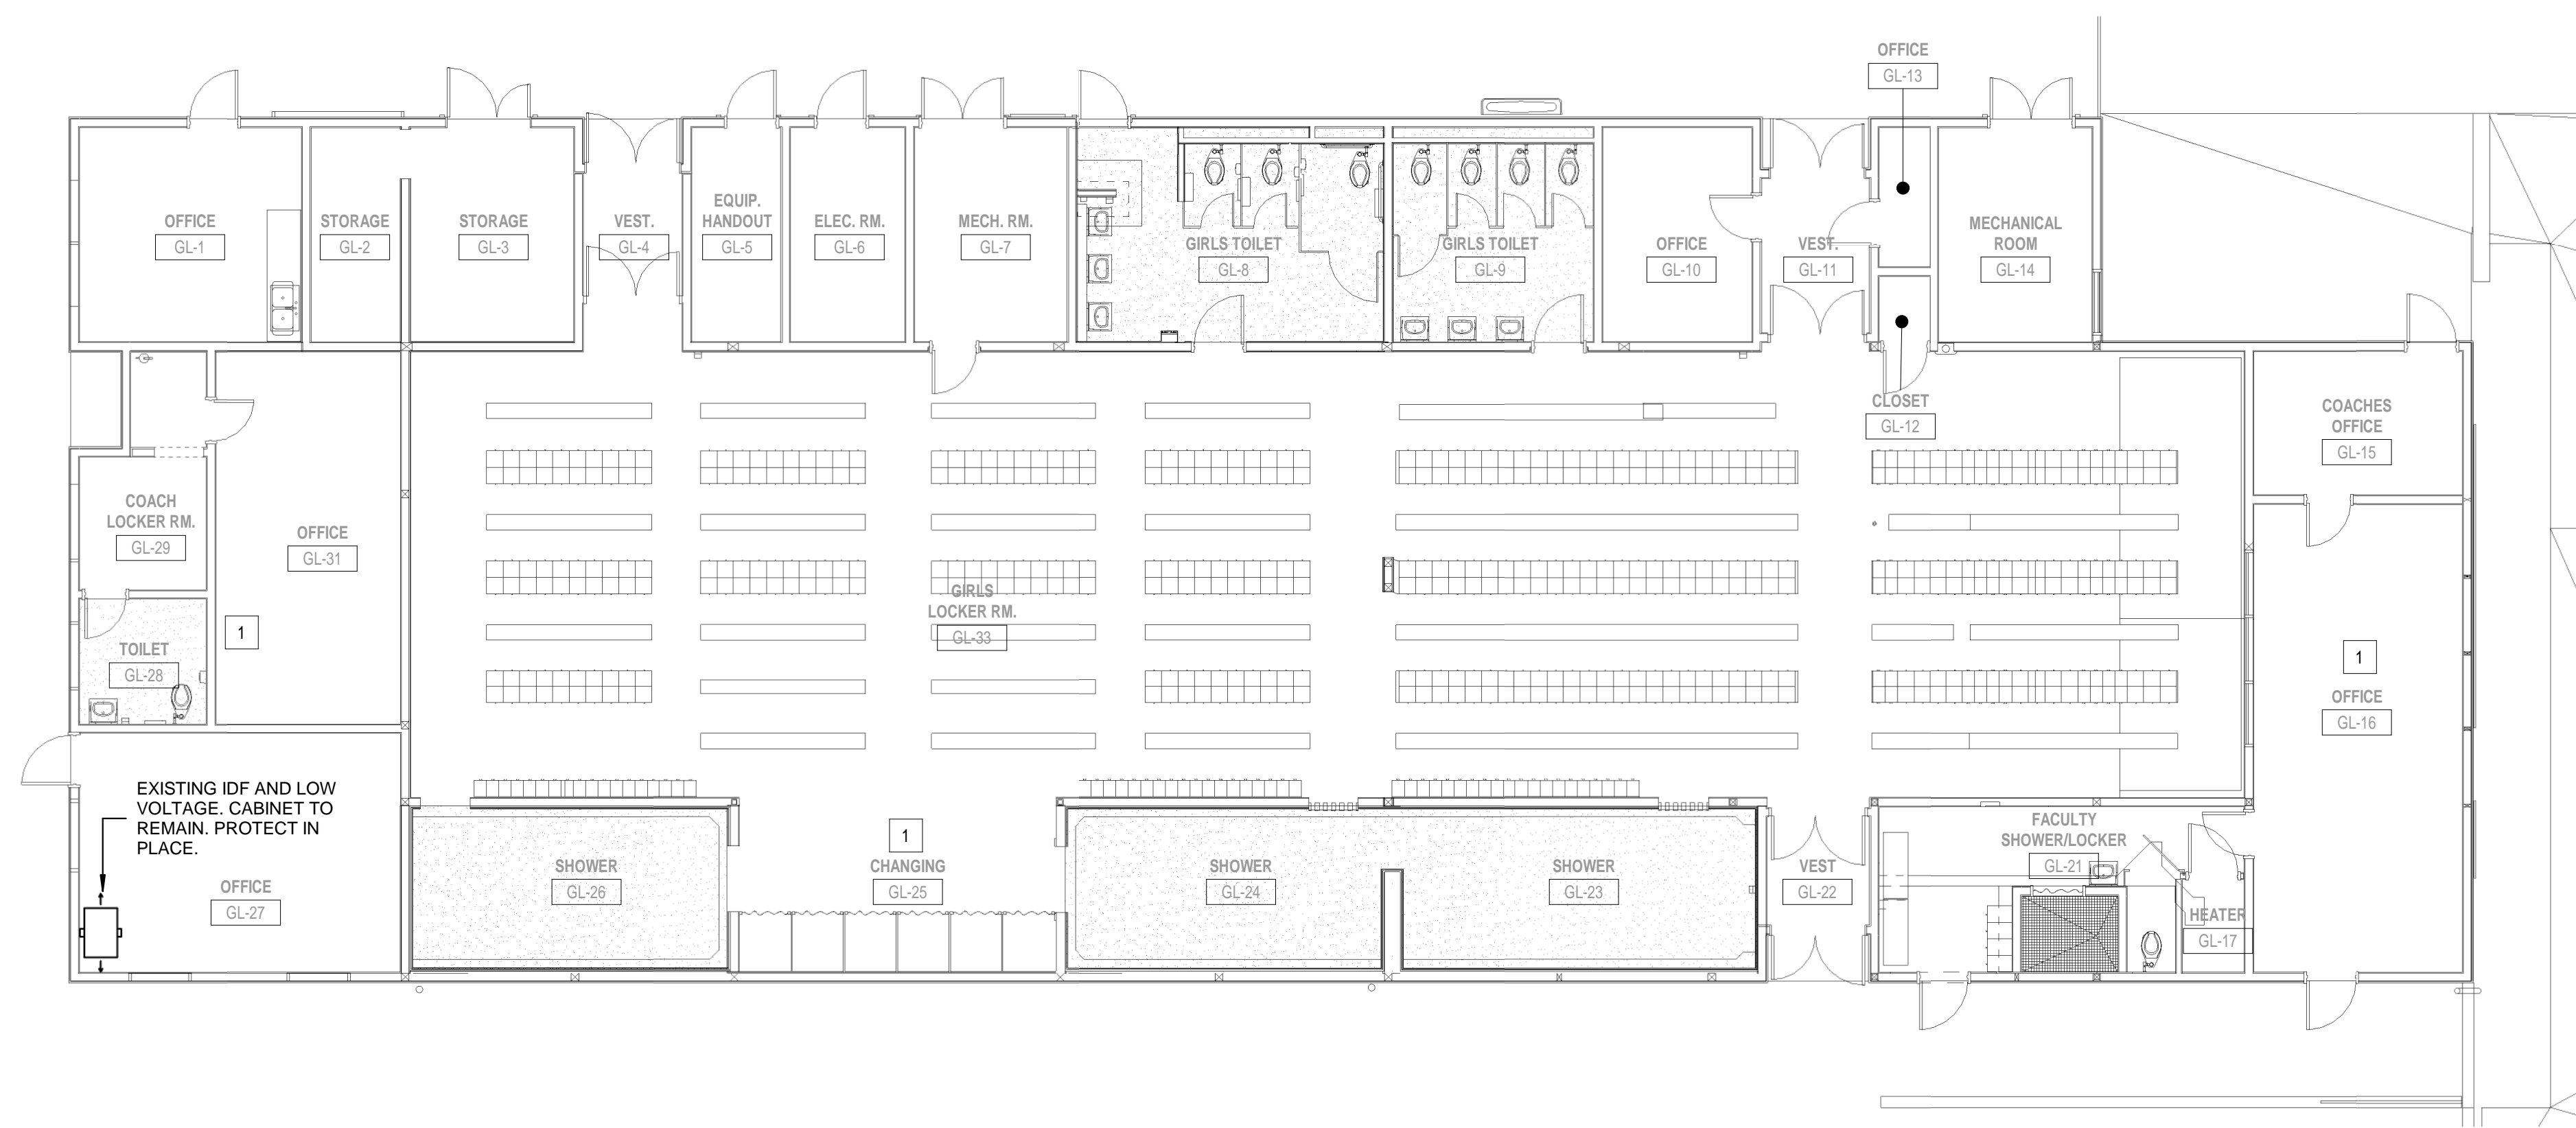 OFFICE
GL-13
OFFICE
GL-1
STORAGE
GL-2
STORAGE
GL-3
VEST.
GL-4
EQUIP.
HANDOUT
GL-5
ELEC. RM.
GL-6
MECH. RM.
GL-7
GIRLS TOILET
GL-8
GIRLS TOILET
GL-9
OFFICE
GL-10
VEST.
GL-11
MECHANICAL
ROOM
GL-14
CLOSET
GL-12
COACHES
OFFICE
GL-15
COACH
LOCKER RM.
GL-29
OFFICE
GL-31
1
GIRLS
LOCKER RM.
GL-33
TOILET
GL-28
1
OFFICE
GL-16
EXISTING IDF AND LOW
VOLTAGE. CABINET TO
REMAIN. PROTECT IN
PLACE.
OFFICE
GL-27
SHOWER
GL-26
1
CHANGING
GL-25
SHOWER
GL-24
SHOWER
GL-23
VEST
GL-22
FACULTY
SHOWER/LOCKER
GL-21
HEATER
GL-17